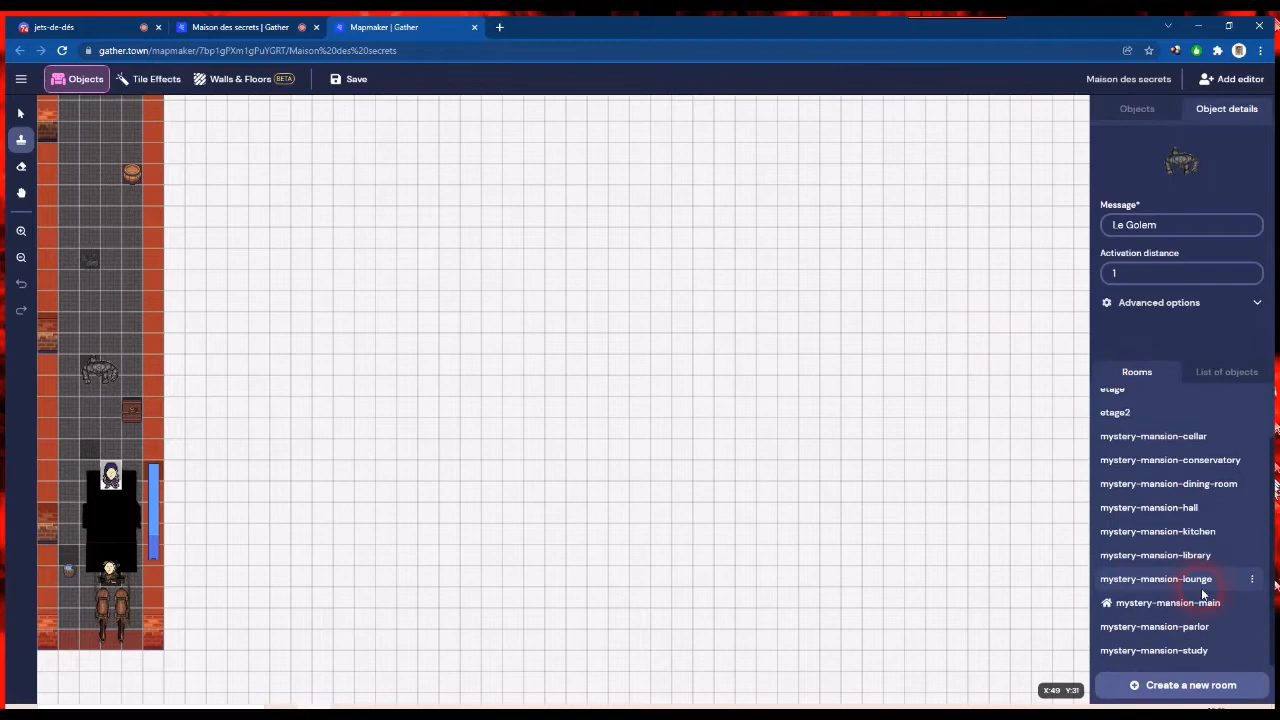 jets-de-dés
Maison des secrets | Gather
Mapmaker | Gather
gather.town/mapmaker/7bp1gPXm1gPuYGRT/Maison%20des%20secrets
Objects
Tile Effects
Walls & Floors BETA
Save
Maison des secrets
Add editor
Objects
Object details
Message*
Le Golem
Activation distance
1
Advanced options
Rooms
List of objects
etage
etage2
mystery-mansion-cellar
mystery-mansion-conservatory
mystery-mansion-dining-room
mystery-mansion-hall
mystery-mansion-kitchen
mystery-mansion-library
mystery-mansion-lounge
mystery-mansion-main
mystery-mansion-parlor
mystery-mansion-study
Create a new room
X:49 Y:31